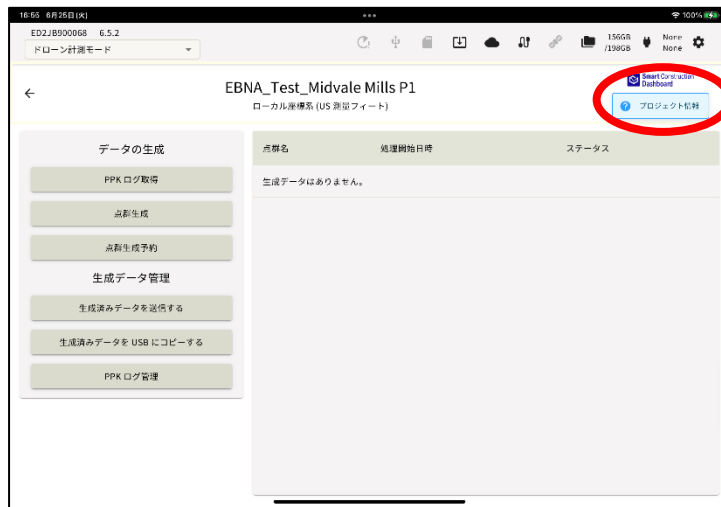 16:56 6月25日(火)
100%
ED2JB900068 6.5.2
ドローン計測モード
156GB
/198GB
None
None
EBNA_Test_Midvale Mills P1
ローカル座標系 (US 測量フィート)
Smart Construction
Dashboard
プロジェクト情報
データの生成
PPK ログ取得
点群生成
点群生成予約
生成データ管理
生成済みデータを送信する
生成済みデータを USB にコピーする
PPK ログ管理
点群名 処理開始日時 ステータス
生成データはありません。